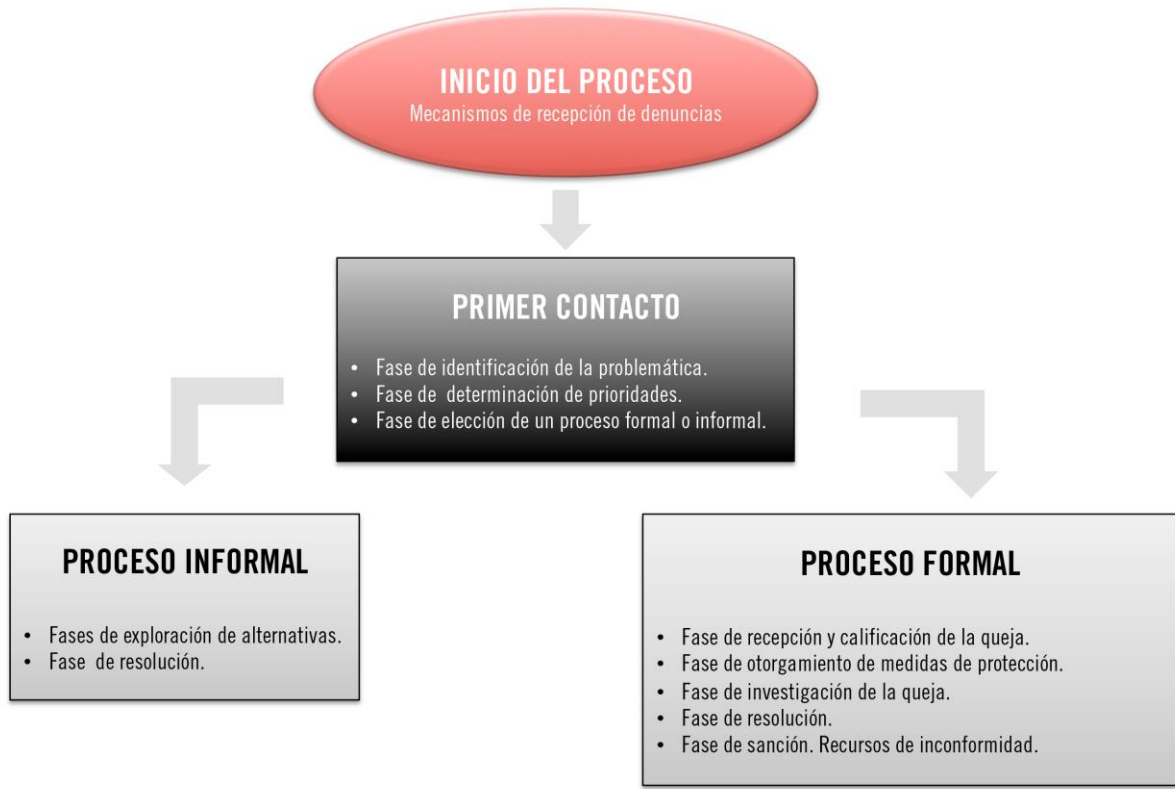 INICIO DEL PROCESO
Mecanismos de recepción de denuncias
PRIMER CONTACTO
• Fase de identificación de la problemática.
• Fase de  determinación de prioridades.
• Fase de elección de un proceso formal o informal.
PROCESO INFORMAL
• Fases de exploración de alternativas.
• Fase  de resolución.
PROCESO FORMAL
• Fase de recepción y calificación de la queja.
• Fase de otorgamiento de medidas de protección.
• Fase de investigación de la queja.
• Fase de resolución.
• Fase de sanción. Recursos de inconformidad.